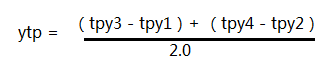 ( tpy3 - tpy1 ) + ( tpy4 - tpy2 )
ytp =
2.0